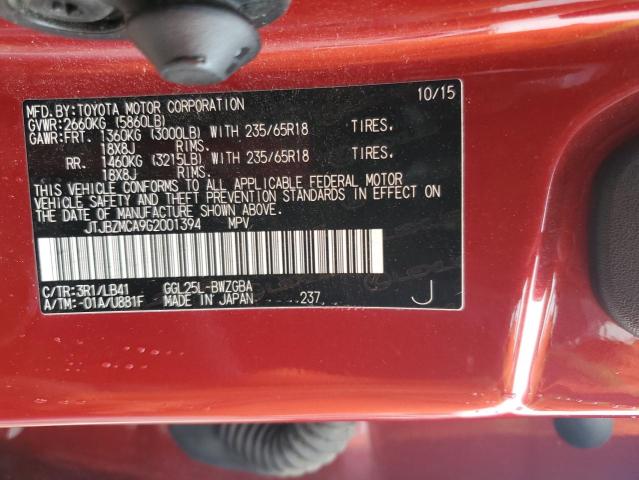 MFD.BY:TOYOTA MOTOR CORPORATION 10/15
GVWR:2660KG (5860LB)
GAWR:FRT. 1360KG (3000LB) WITH 235/65R18 TIRES.
18X8J RIMS.
RR. 1460KG (3215LB) WITH 235/65R18 TIRES.
18X8J RIMS.
THIS VEHICLE CONFORMS TO ALL APPLICABLE FEDERAL MOTOR
VEHICLE SAFETY AND THEFT PREVENTION STANDARDS IN EFFECT ON
THE DATE OF MANUFACTURE SHOWN ABOVE.
JTJBZMCA9G2001394 MPV
C/TR:3R1/LB41 GGL25L-BWZGBA
A/TM:-01A/U881F MADE IN JAPAN ......237 J